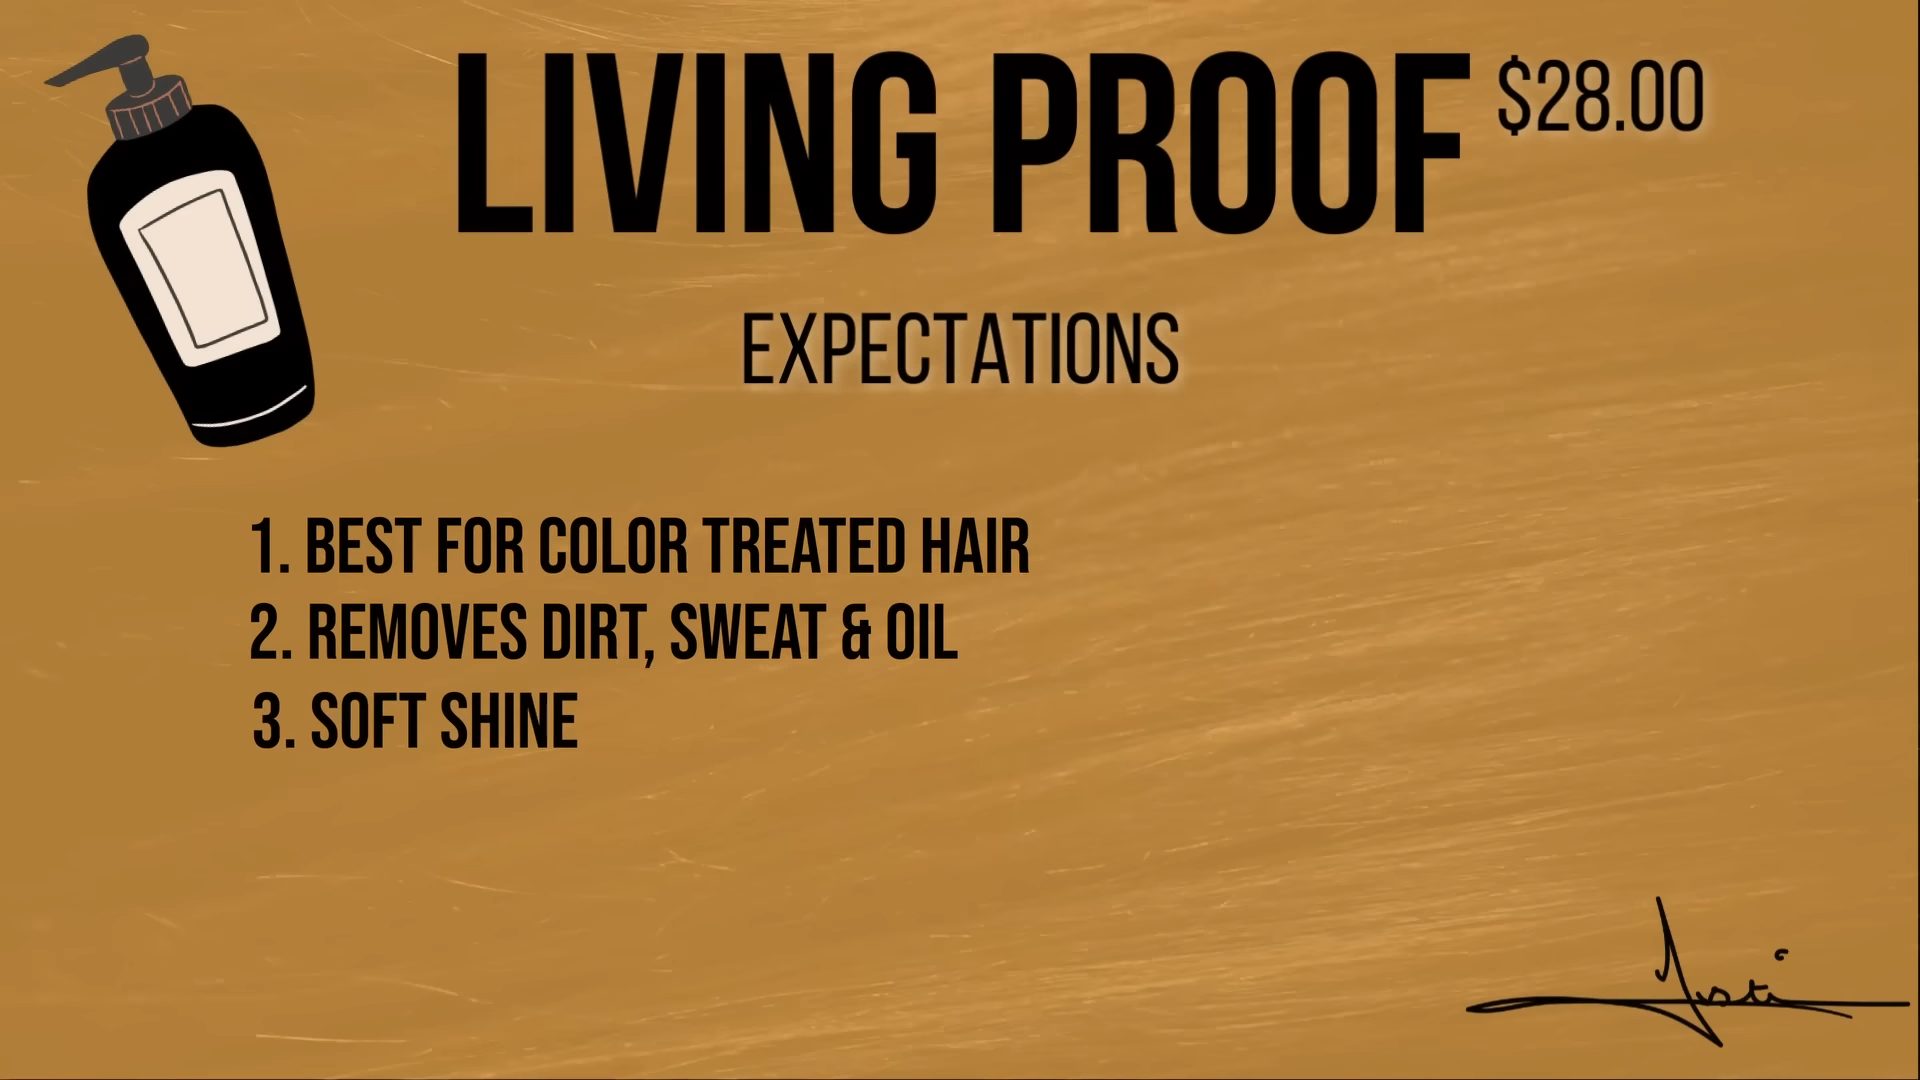 LIVING PROOF $28.00
EXPECTATIONS
1. BEST FOR COLOR TREATED HAIR
2. REMOVES DIRT, SWEAT & OIL
3. SOFT SHINE